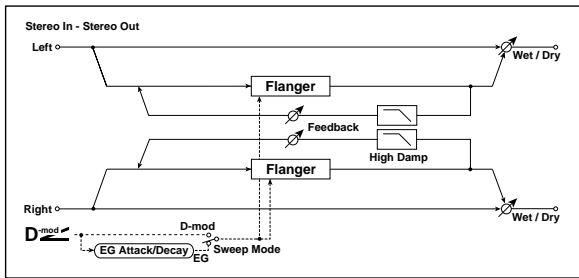 Stereo In - Stereo Out
Left
Wet / Dry
Flanger
Feedback
High Damp
Flanger
Right
Wet / Dry
D-mod
D-mod
EG Attack/Decay
EG
Sweep Mode